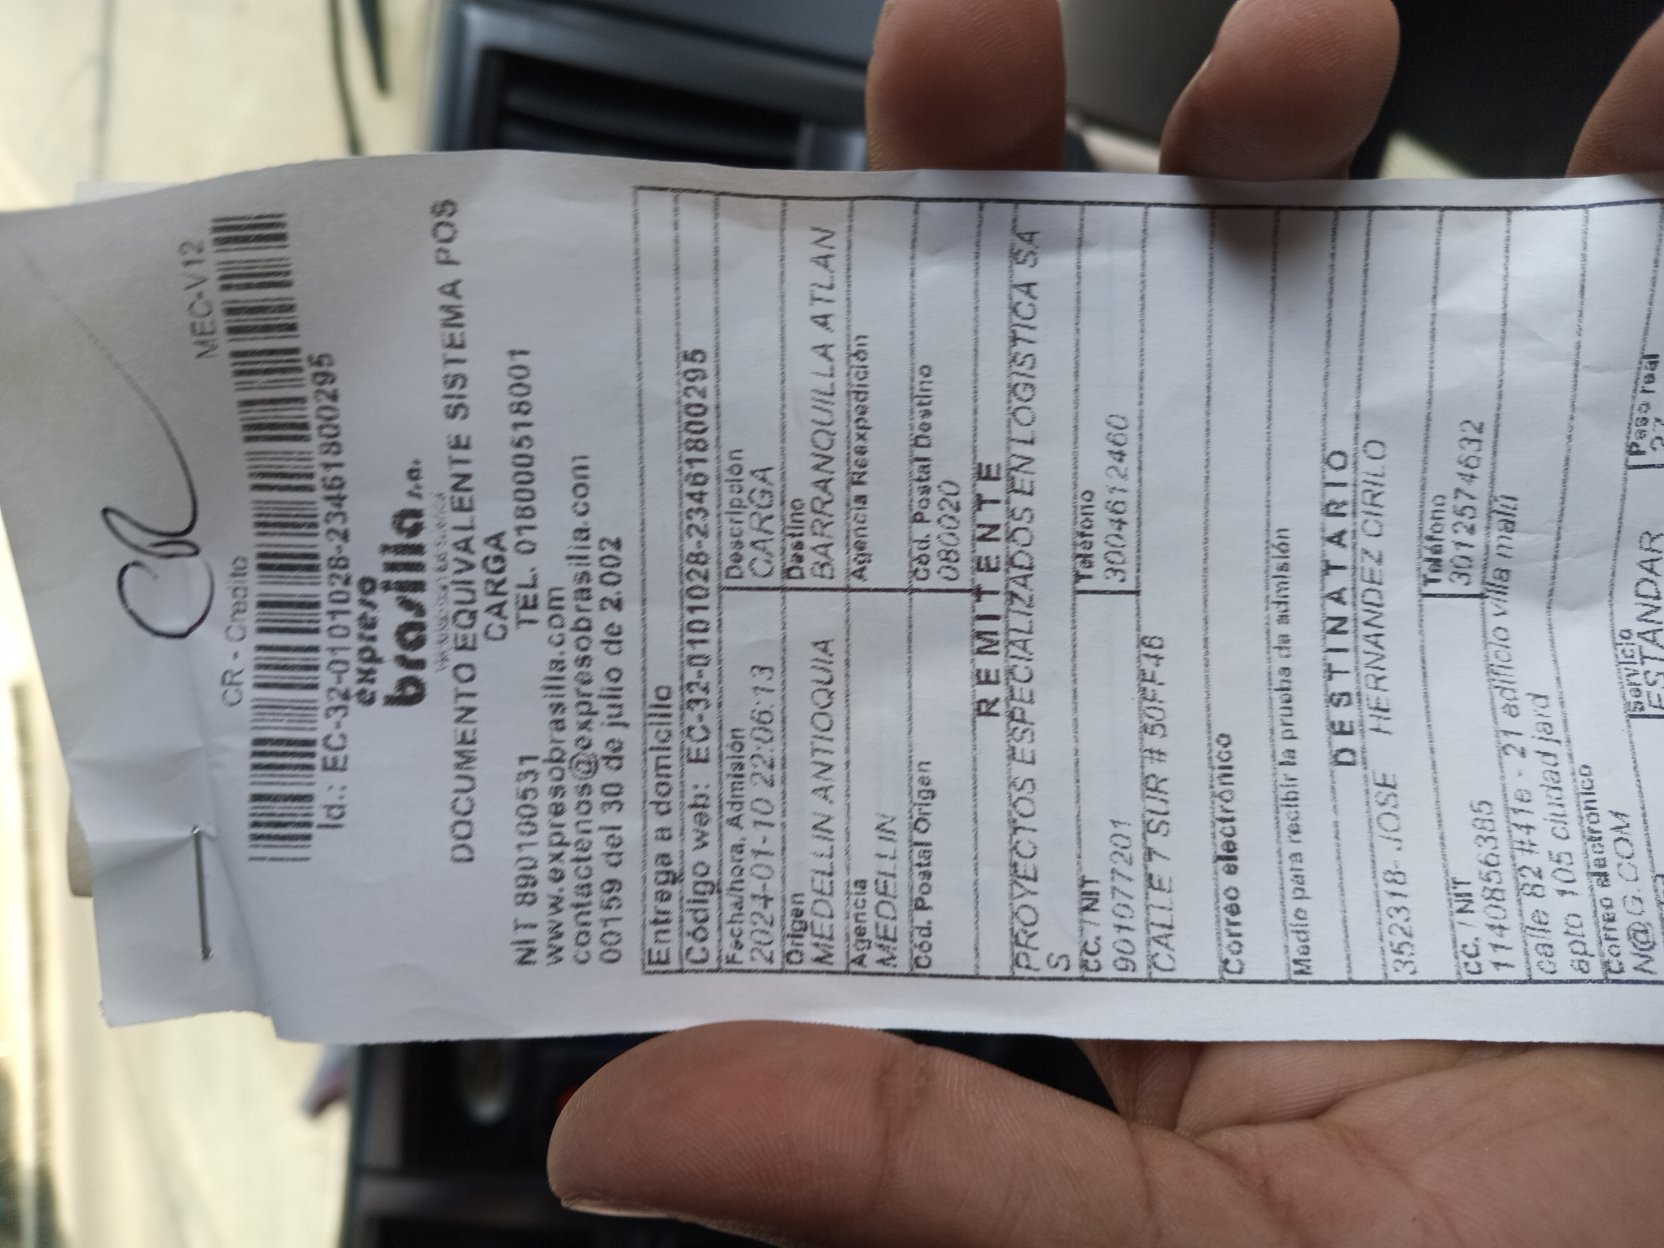 CR
MEC-V12
CR - Credito
Id.: EC-32-0101028-23461800295
expreso
brasilia s.a.
DOCUMENTO EQUIVALENTE SISTEMA POS
CARGA
NIT 890100531 TEL. 018000518001
www.expresobrasilia.com
contactenos@expresobrasilia.com
00159 del 30 de julio de 2.002
Entrega a domicilio
Código web: EC-32-0101028-23461800295
Fecha/hora. Admisión Descripción
2024-01-10 22:06:13 CARGA
Origen Destino
MEDELLIN ANTIOQUIA BARRANQUILLA ATLAN
Agencia Agencia Reexpedición
MEDELLIN
Cód. Postal Origen Cód. Postal Destino
080020
REMITENTE
PROYECTOS ESPECIALIZADOS EN LOGISTICA S.A
S
CC. / NIT Teléfono
901077201 3004612460
CALLE 7 SUR # 50FF46
Correo electrónico
Medio para recibir la prueba de admisión
DESTINATARIO
352318- JOSE HERNANDEZ CIRILO
CC. / NIT Teléfono
1140856385 3012574632
calle 82 #41e - 21 edificio villa malú
apto 105 ciudad jard
Correo electrónico
N@G.COM
Servicio Peso real
ESTANDAR